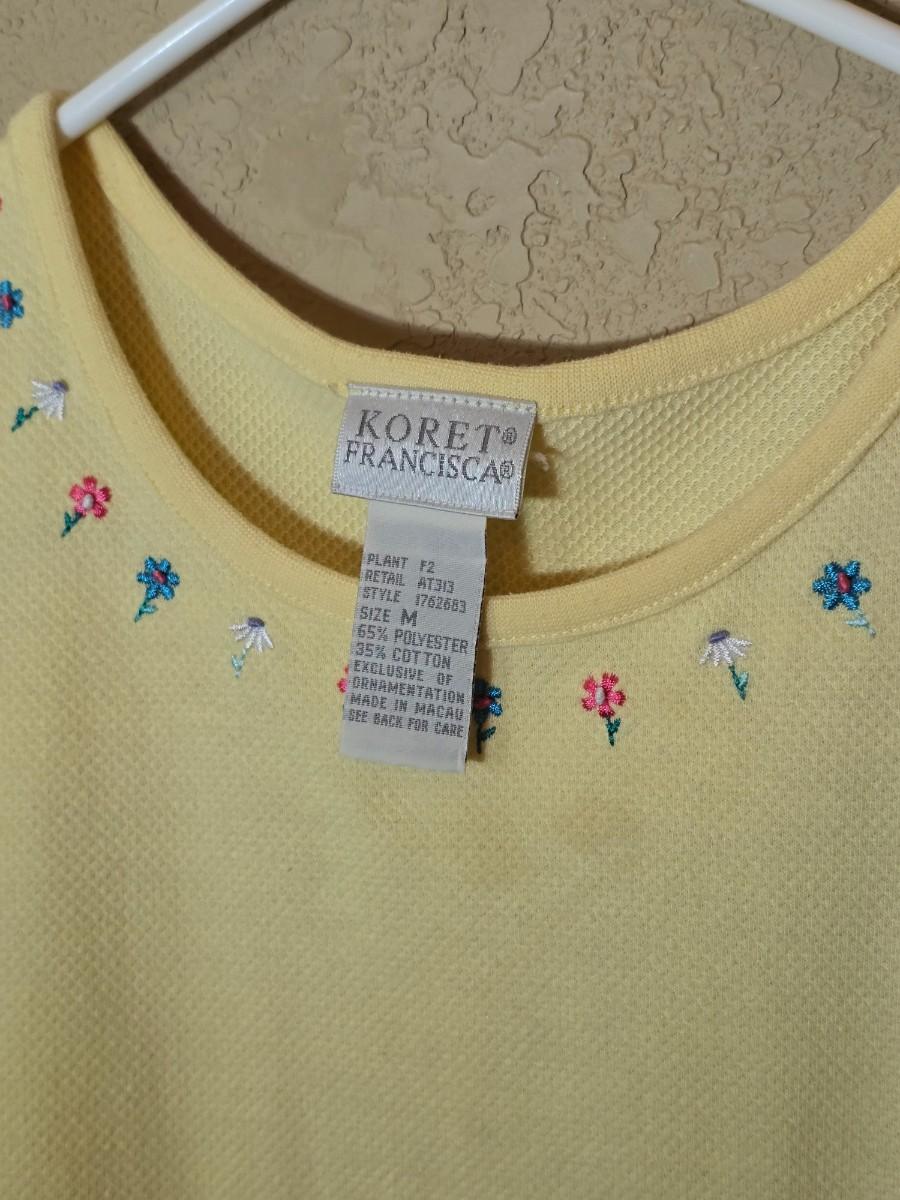 KORET®
FRANCISCA®
PLANT F2
RETAIL AT313
STYLE 1762683
SIZE M
65% POLYESTER
35% COTTON
EXCLUSIVE OF
ORNAMENTATION
MADE IN MACAU
SEE BACK FOR CARE